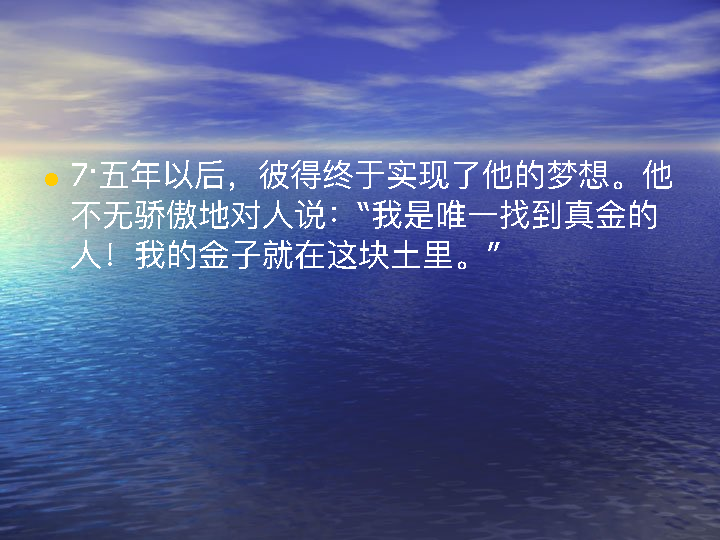 7·五年以后，彼得终于实现了他的梦想。他
不无骄傲地对人说：“我是唯一找到真金的
人！我的金子就在这块土里。”